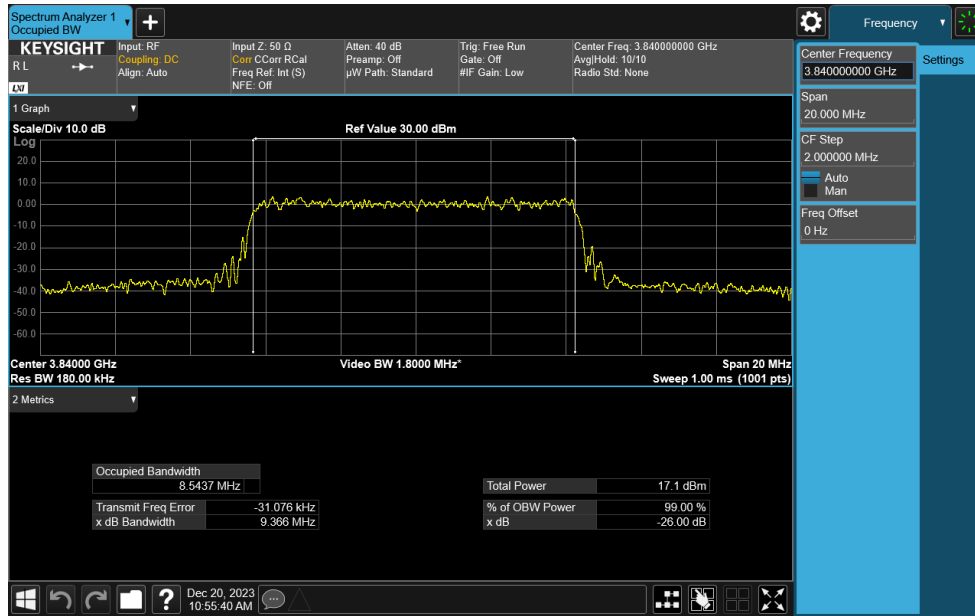 Spectrum Analyzer 1
Occupied BW
Frequency
KEYSIGHT
R L
LXI
Input: RF
Coupling: DC
Align: Auto
Input Z: 50 Ω
Corr CCorr RCal
Freq Ref: Int (S)
NFE: Off
Atten: 40 dB
Preamp: Off
µW Path: Standard
Trig: Free Run
Gate: Off
#IF Gain: Low
Center Freq: 3.840000000 GHz
Avg|Hold: 10/10
Radio Std: None
Center Frequency
3.840000000 GHz
Settings
Span
20.000 MHz
CF Step
2.000000 MHz
Auto
Man
Freq Offset
0 Hz
1 Graph
Scale/Div 10.0 dB
Ref Value 30.00 dBm
Log
20.0
10.0
0.00
-10.0
-20.0
-30.0
-40.0
-50.0
-60.0
Center 3.84000 GHz
Video BW 1.8000 MHz*
Span 20 MHz
Res BW 180.00 kHz
Sweep 1.00 ms (1001 pts)
2 Metrics
Occupied Bandwidth
8.5437 MHz
Total Power 17.1 dBm
Transmit Freq Error -31.076 kHz
% of OBW Power 99.00 %
x dB Bandwidth 9.366 MHz
x dB -26.00 dB
?
Dec 20, 2023
10:55:40 AM